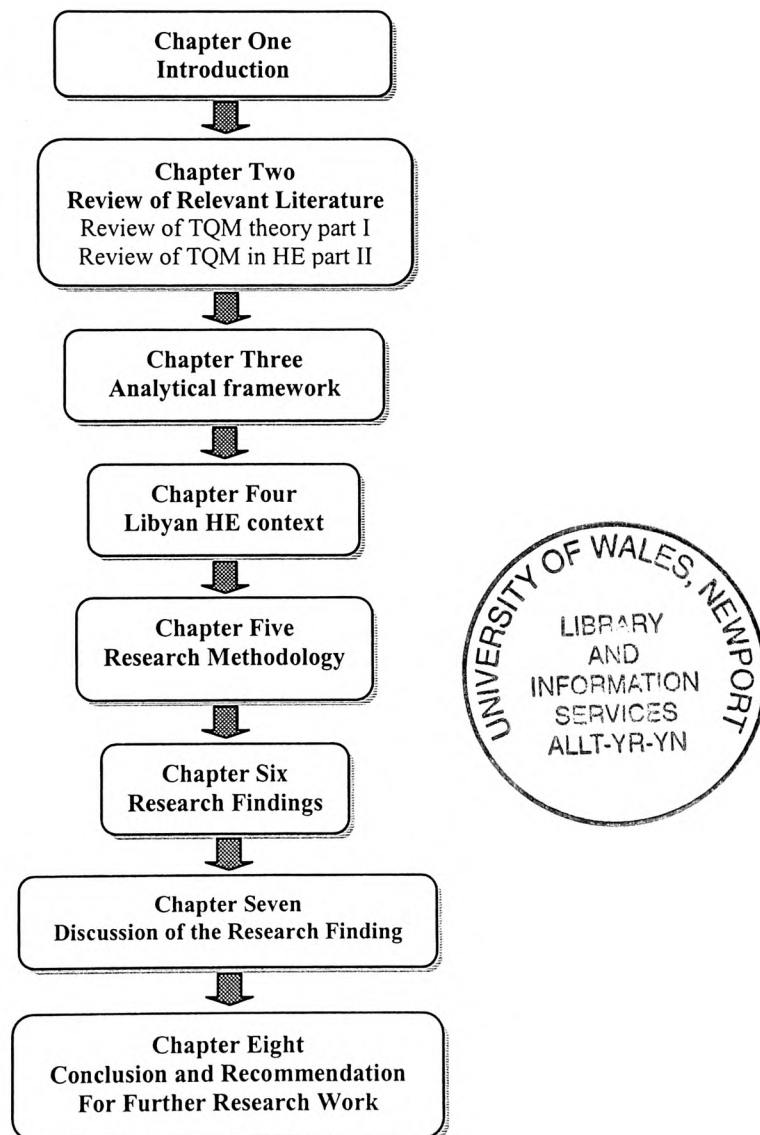 Chapter One
Introduction
Chapter Two
Review of Relevant Literature
Review of TQM theory part I
Review of TQM in HE part II
Chapter Three
Analytical framework
Chapter Four
Libyan HE context
Chapter Five
Research Methodology
Chapter Six
Research Findings
Chapter Seven
Discussion of the Research Finding
Chapter Eight
Conclusion and Recommendation
For Further Research Work
UNIVERSITY OF WALES, NEWPORT
LIBRARY
AND
INFORMATION
SERVICES
ALLT-YR-YN